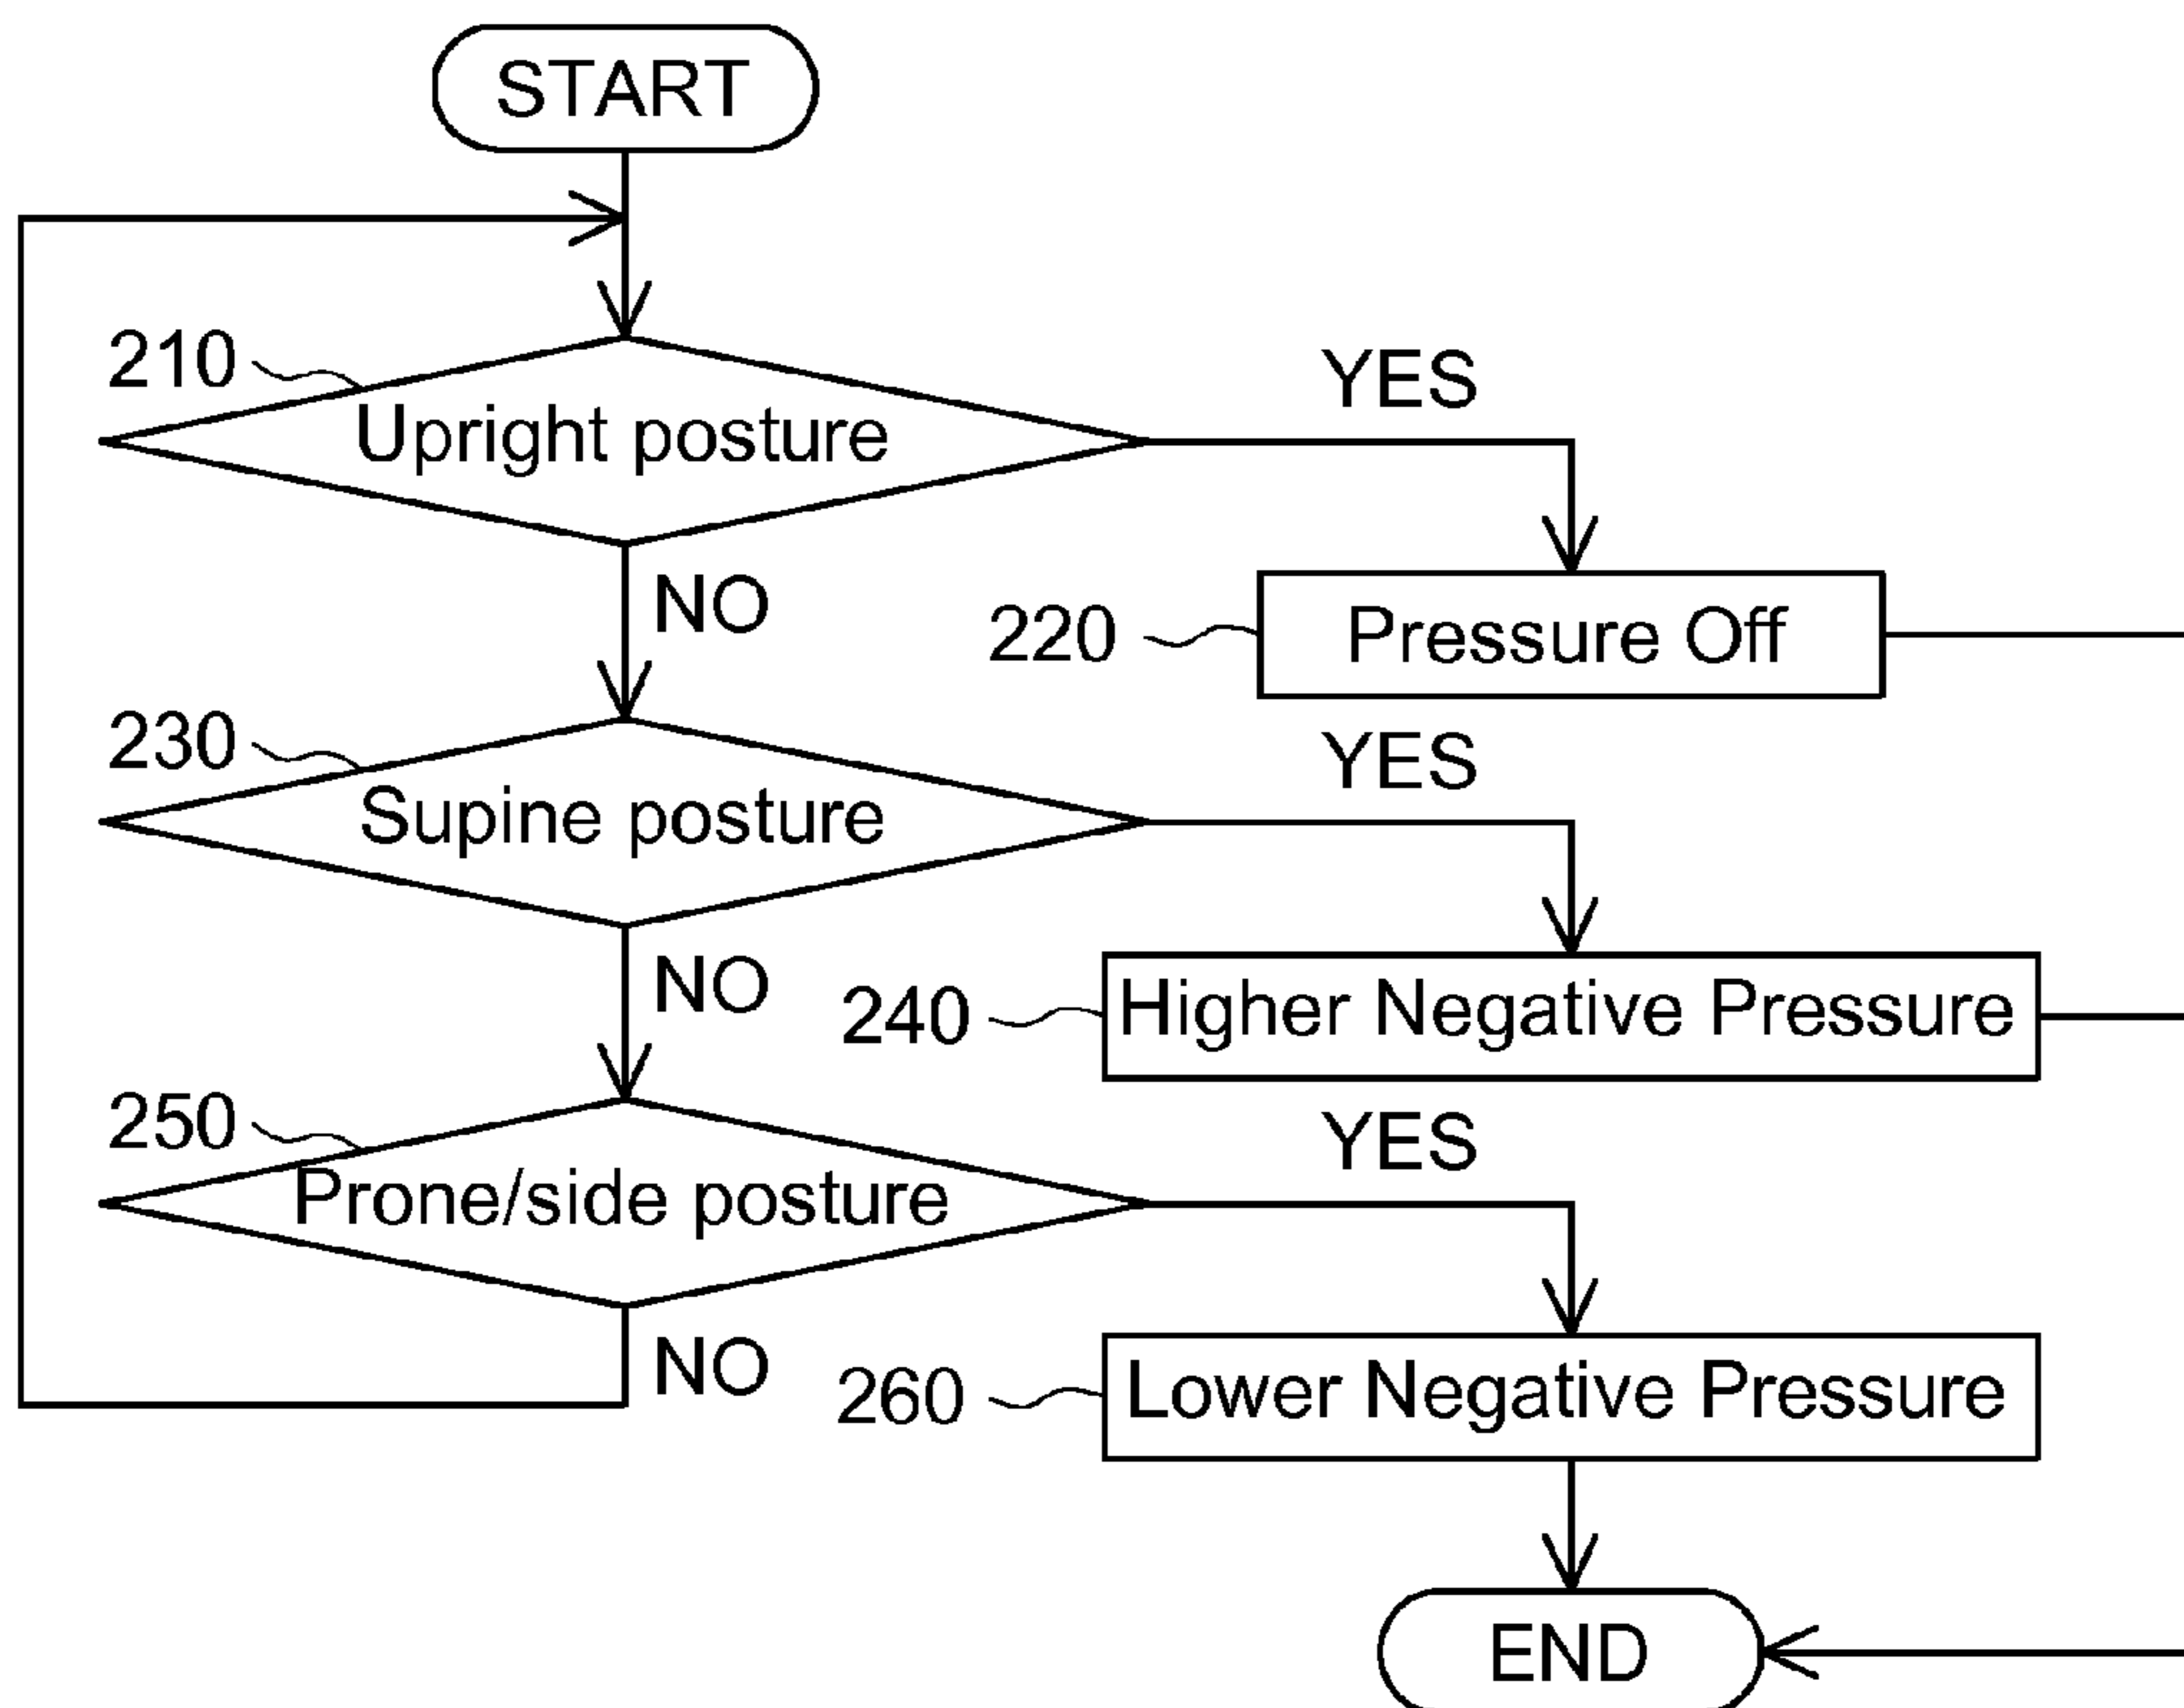 START
210
Upright posture
YES
NO
220
Pressure Off
230
Supine posture
YES
NO
240
Higher Negative Pressure
250
Prone/side posture
YES
NO
260
Lower Negative Pressure
END